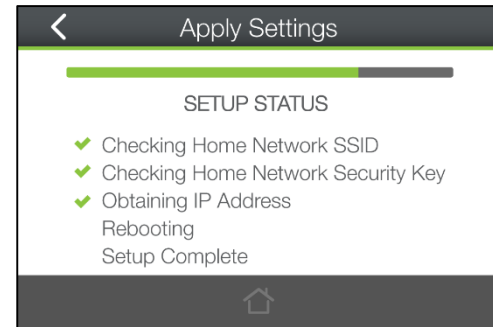 Apply Settings
SETUP STATUS
Checking Home Network SSID
Checking Home Network Security Key
Obtaining IP Address
Rebooting
Setup Complete